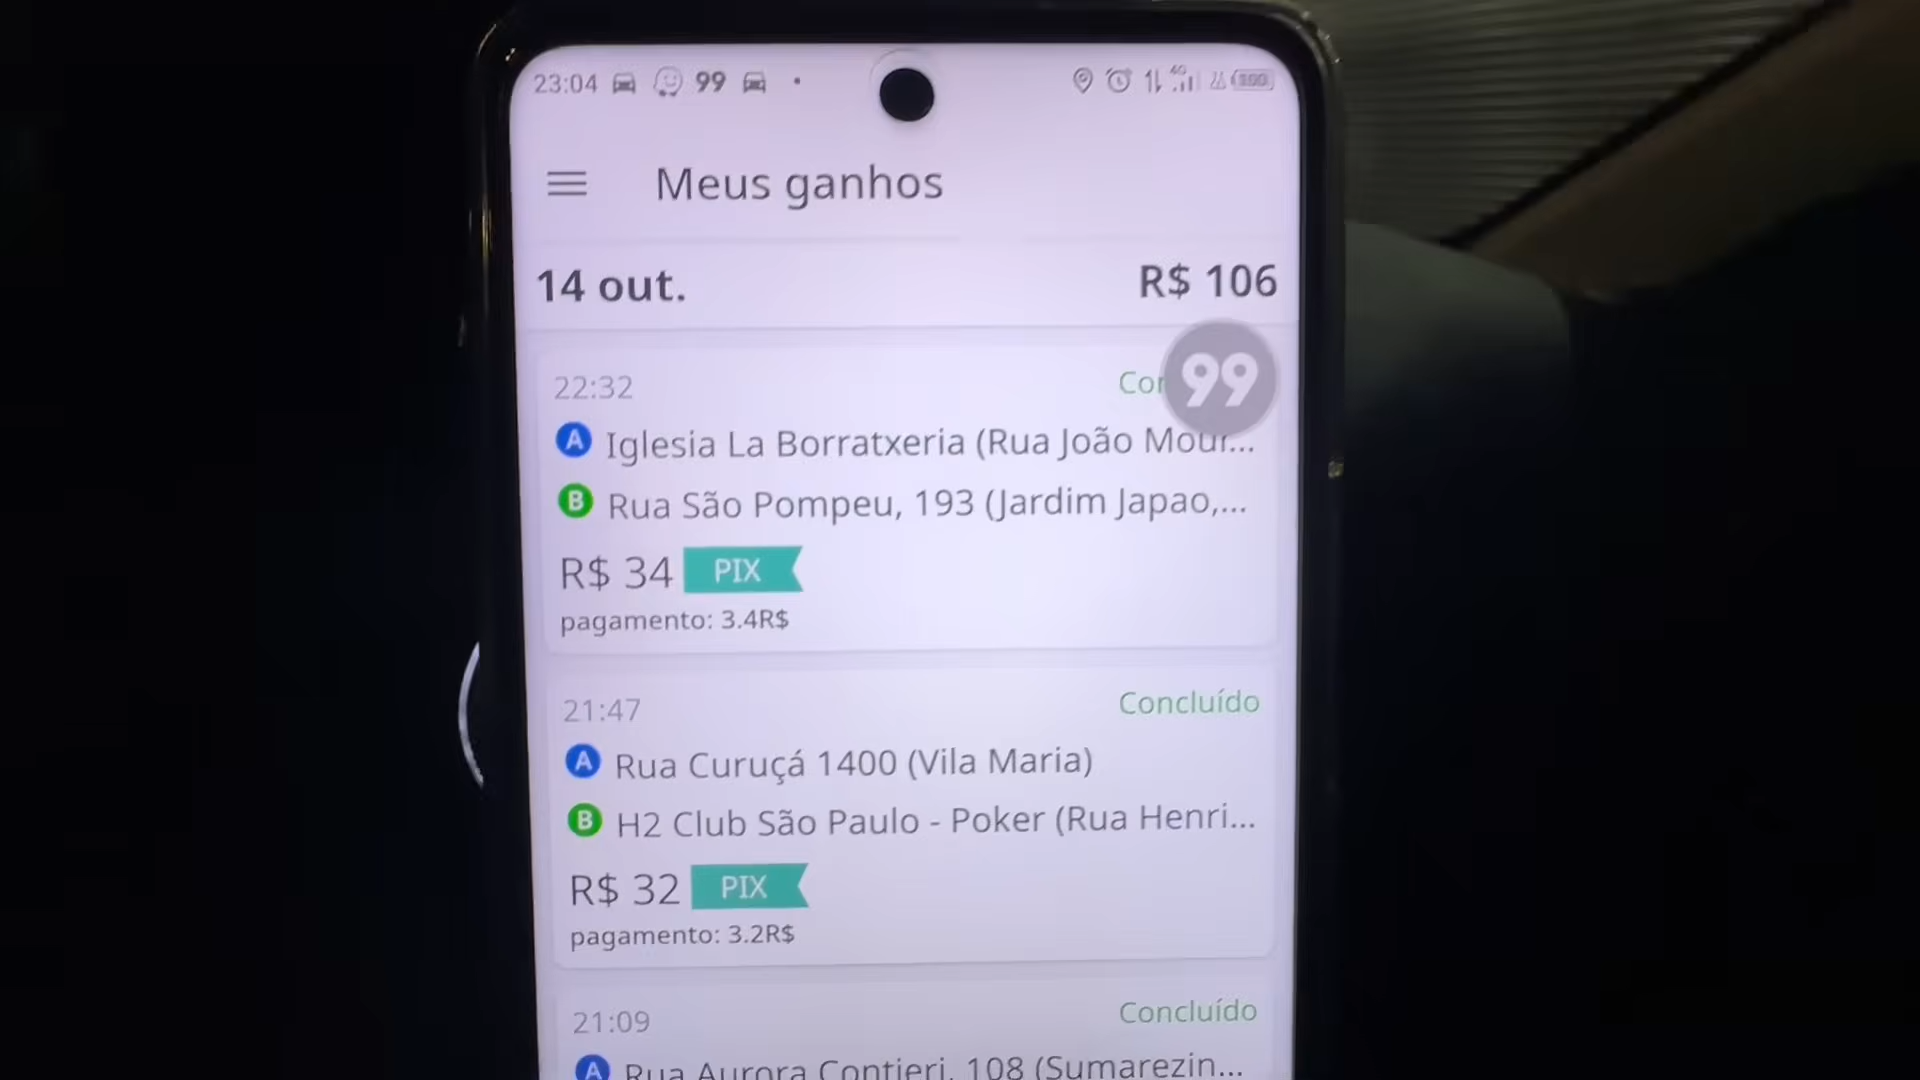 23:04 99
Meus ganhos
14 out. R$ 106
99
22:32
A Iglesia La Borratxeria (Rua João Mour...
B Rua São Pompeu, 193 (Jardim Japao,...
R$ 34 PIX
pagamento: 3.4R$
21:47 Concluído
A Rua Curuçá 1400 (Vila Maria)
B H2 Club São Paulo - Poker (Rua Henri...
R$ 32 PIX
pagamento: 3.2R$
21:09 Concluído
A Rua Aurora Contieri, 108 (Sumarezin...